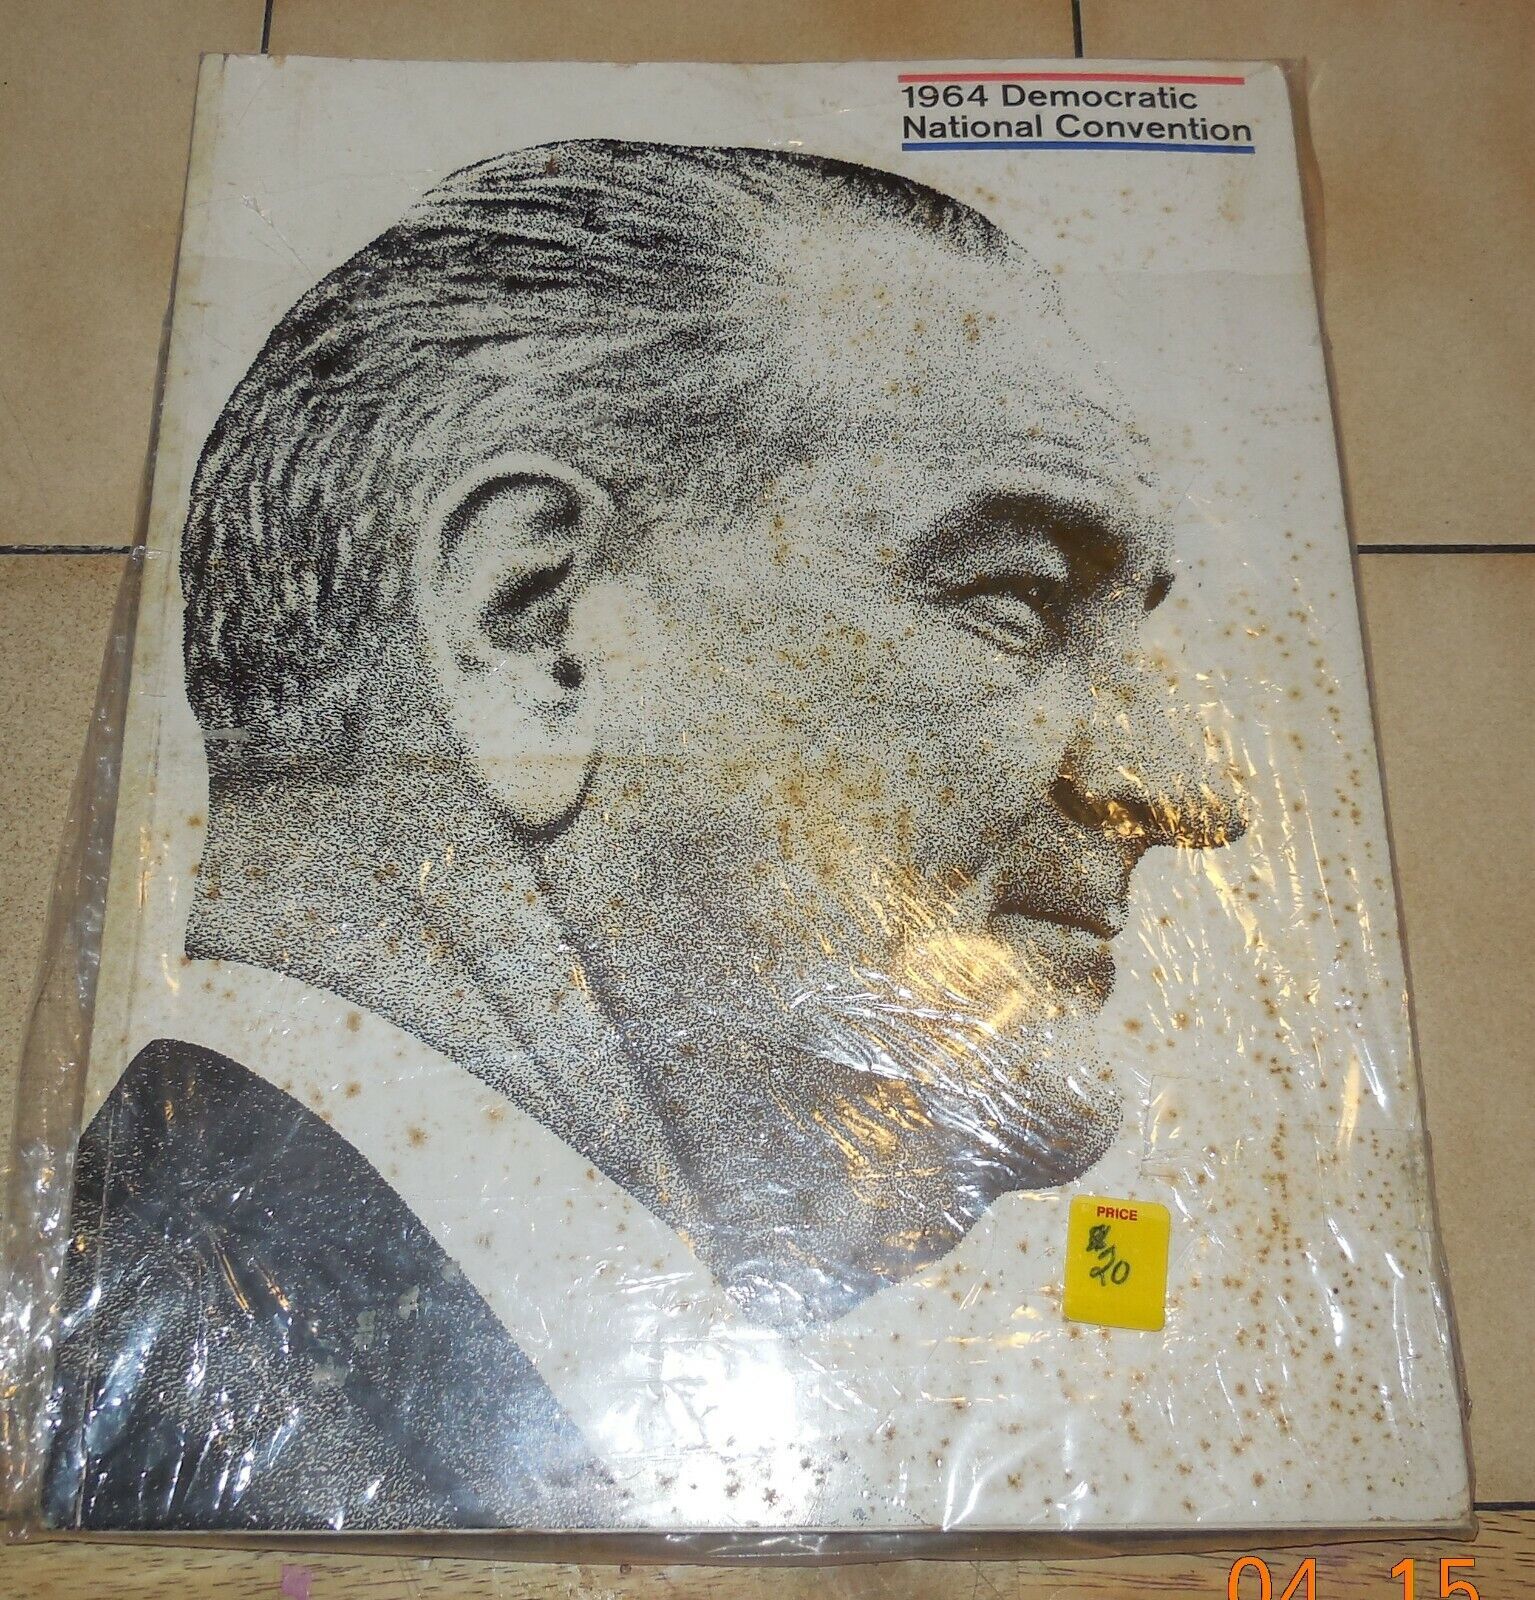 1964 Democratic
National Convention
PRICE
$
20
04 15